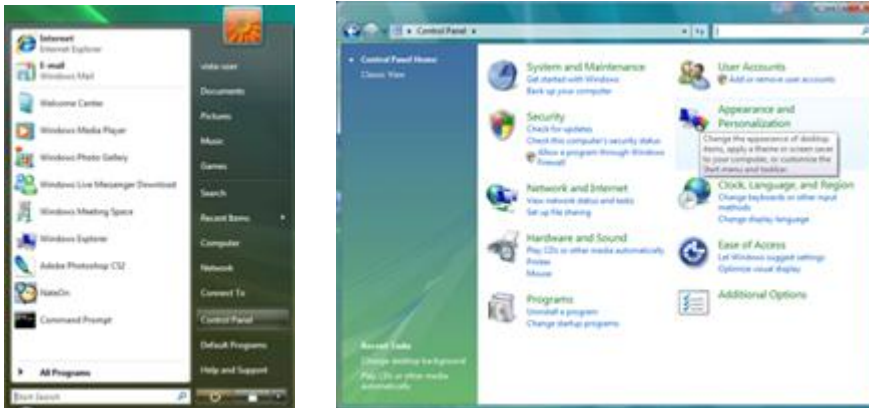 Internet
Internet Explorer
E-mail
Windows Mail
Welcome Center
Windows Media Player
Windows Photo Gallery
Windows Live Messenger Download
Windows Meeting Space
Windows Explorer
Adobe Photoshop CS2
NateOn
Command Prompt
All Programs
Start Search
vista user
Documents
Pictures
Music
Games
Search
Recent Items
Computer
Network
Connect To
Control Panel
Default Programs
Help and Support
Control Panel
Control Panel Home
Classic View
System and Maintenance
Get started with Windows
Back up your computer
Security
Check for updates
Check this computer's security status
Allow a program through Windows
Firewall
Network and Internet
View network status and tasks
Set up file sharing
Hardware and Sound
Play CDs or other media automatically
Printer
Mouse
Programs
Uninstall a program
Change startup programs
User Accounts
Add or remove user accounts
Appearance and
Personalization
Change the appearance of desktop
items, apply a theme or screen saver
to your computer, or customize the
Start menu and taskbar.
Clock, Language, and Region
Change keyboards or other input
methods
Change display language
Ease of Access
Let Windows suggest settings
Optimize visual display
Additional Options
Recent Tasks
Change desktop background
Play CDs or other media
automatically